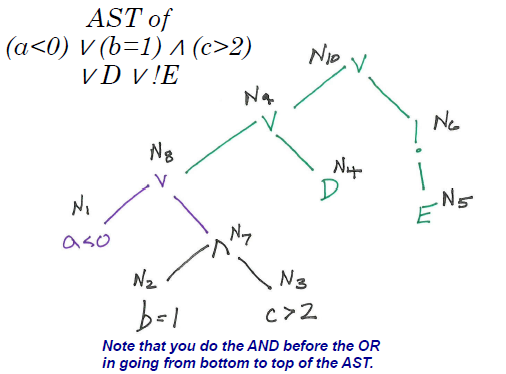 AST of
(a<0) ∨ (b=1) ∧ (c>2)
∨ D ∨ !E
N10 ∨
N9
∨
! N6
N8
∨
N4
D
N5
E
N1
a<0
N7
∧
N2 N3
b=1 c>2
Note that you do the AND before the OR
in going from bottom to top of the AST.